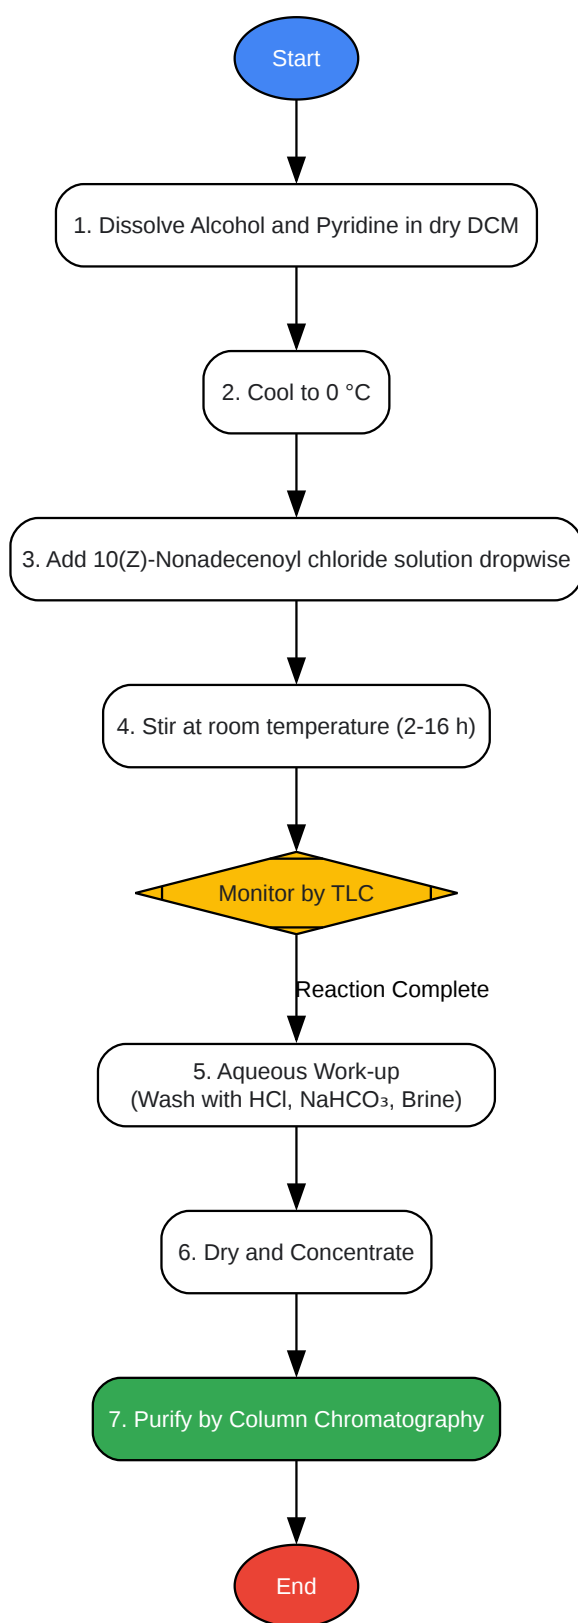 Start
1. Dissolve Alcohol and Pyridine in dry DCM
2. Cool to 0 °C
3. Add 10(Z)-Nonadecenoyl chloride solution dropwise
4. Stir at room temperature (2-16 h)
Monitor by TLC
Reaction Complete
5. Aqueous Work-up
(Wash with HCl, NaHCO₃, Brine)
6. Dry and Concentrate
7. Purify by Column Chromatography
End